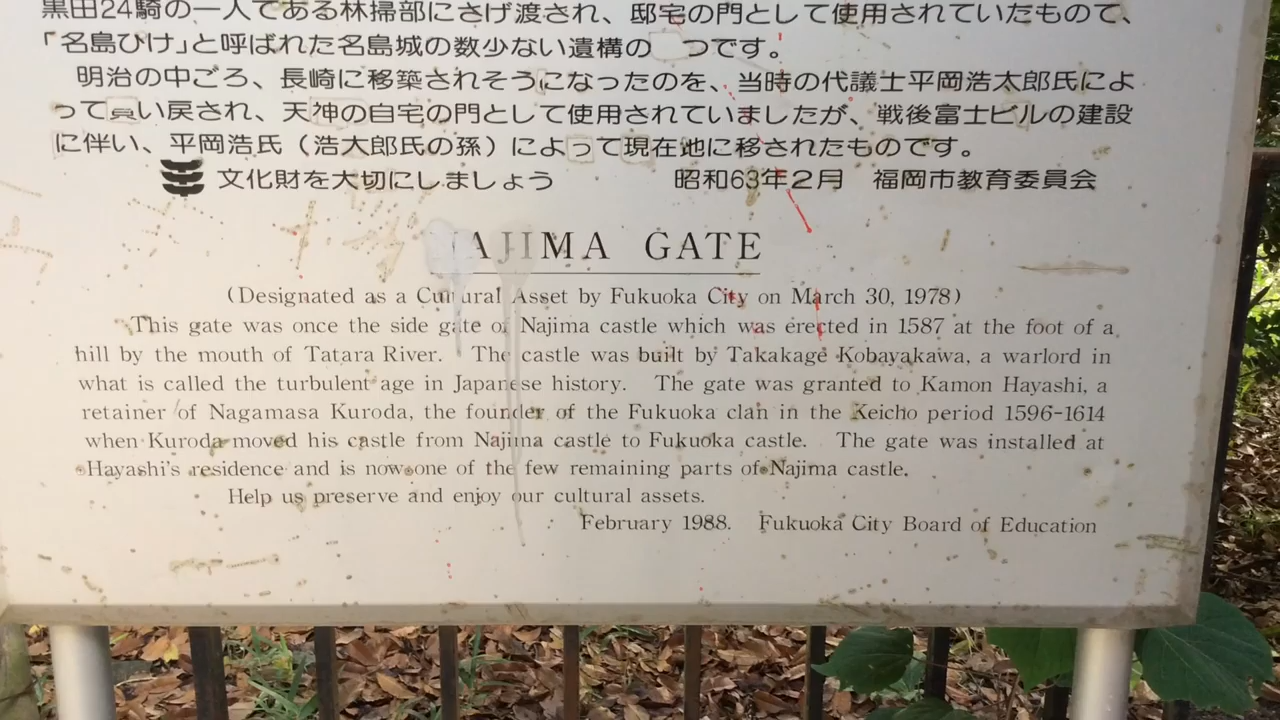 黒田24騎の一人である林掃部にさげ渡され、邸宅の門として使用されていたもので、
「名島ひけ」と呼ばれた名島城の数少ない遺構の つです。
明治の中ごろ、長崎に移築されそうになったのを、当時の代議士平岡浩太郎氏によ
って買い戻され、天神の自宅の門として使用されていましたが、戦後富士ビルの建設
に伴い、平岡浩氏（浩太郎氏の孫）によって現在地に移されたものです。
文化財を大切にしましょう 昭和63年2月 福岡市教育委員会
NAJIMA GATE
(Designated as a Cultural Asset by Fukuoka City on March 30, 1978)
This gate was once the side gate of Najima castle which was erected in 1587 at the foot of a
hill by the mouth of Tatara River. The castle was built by Takakage Kobayakawa, a warlord in
what is called the turbulent age in Japanese history. The gate was granted to Kamon Hayashi, a
retainer of Nagamasa Kuroda, the founder of the Fukuoka clan in the Keicho period 1596-1614
when Kuroda moved his castle from Najima castle to Fukuoka castle. The gate was installed at
Hayashi's residence and is now one of the few remaining parts of Najima castle.
Help us preserve and enjoy our cultural assets.
February 1988. Fukuoka City Board of Education